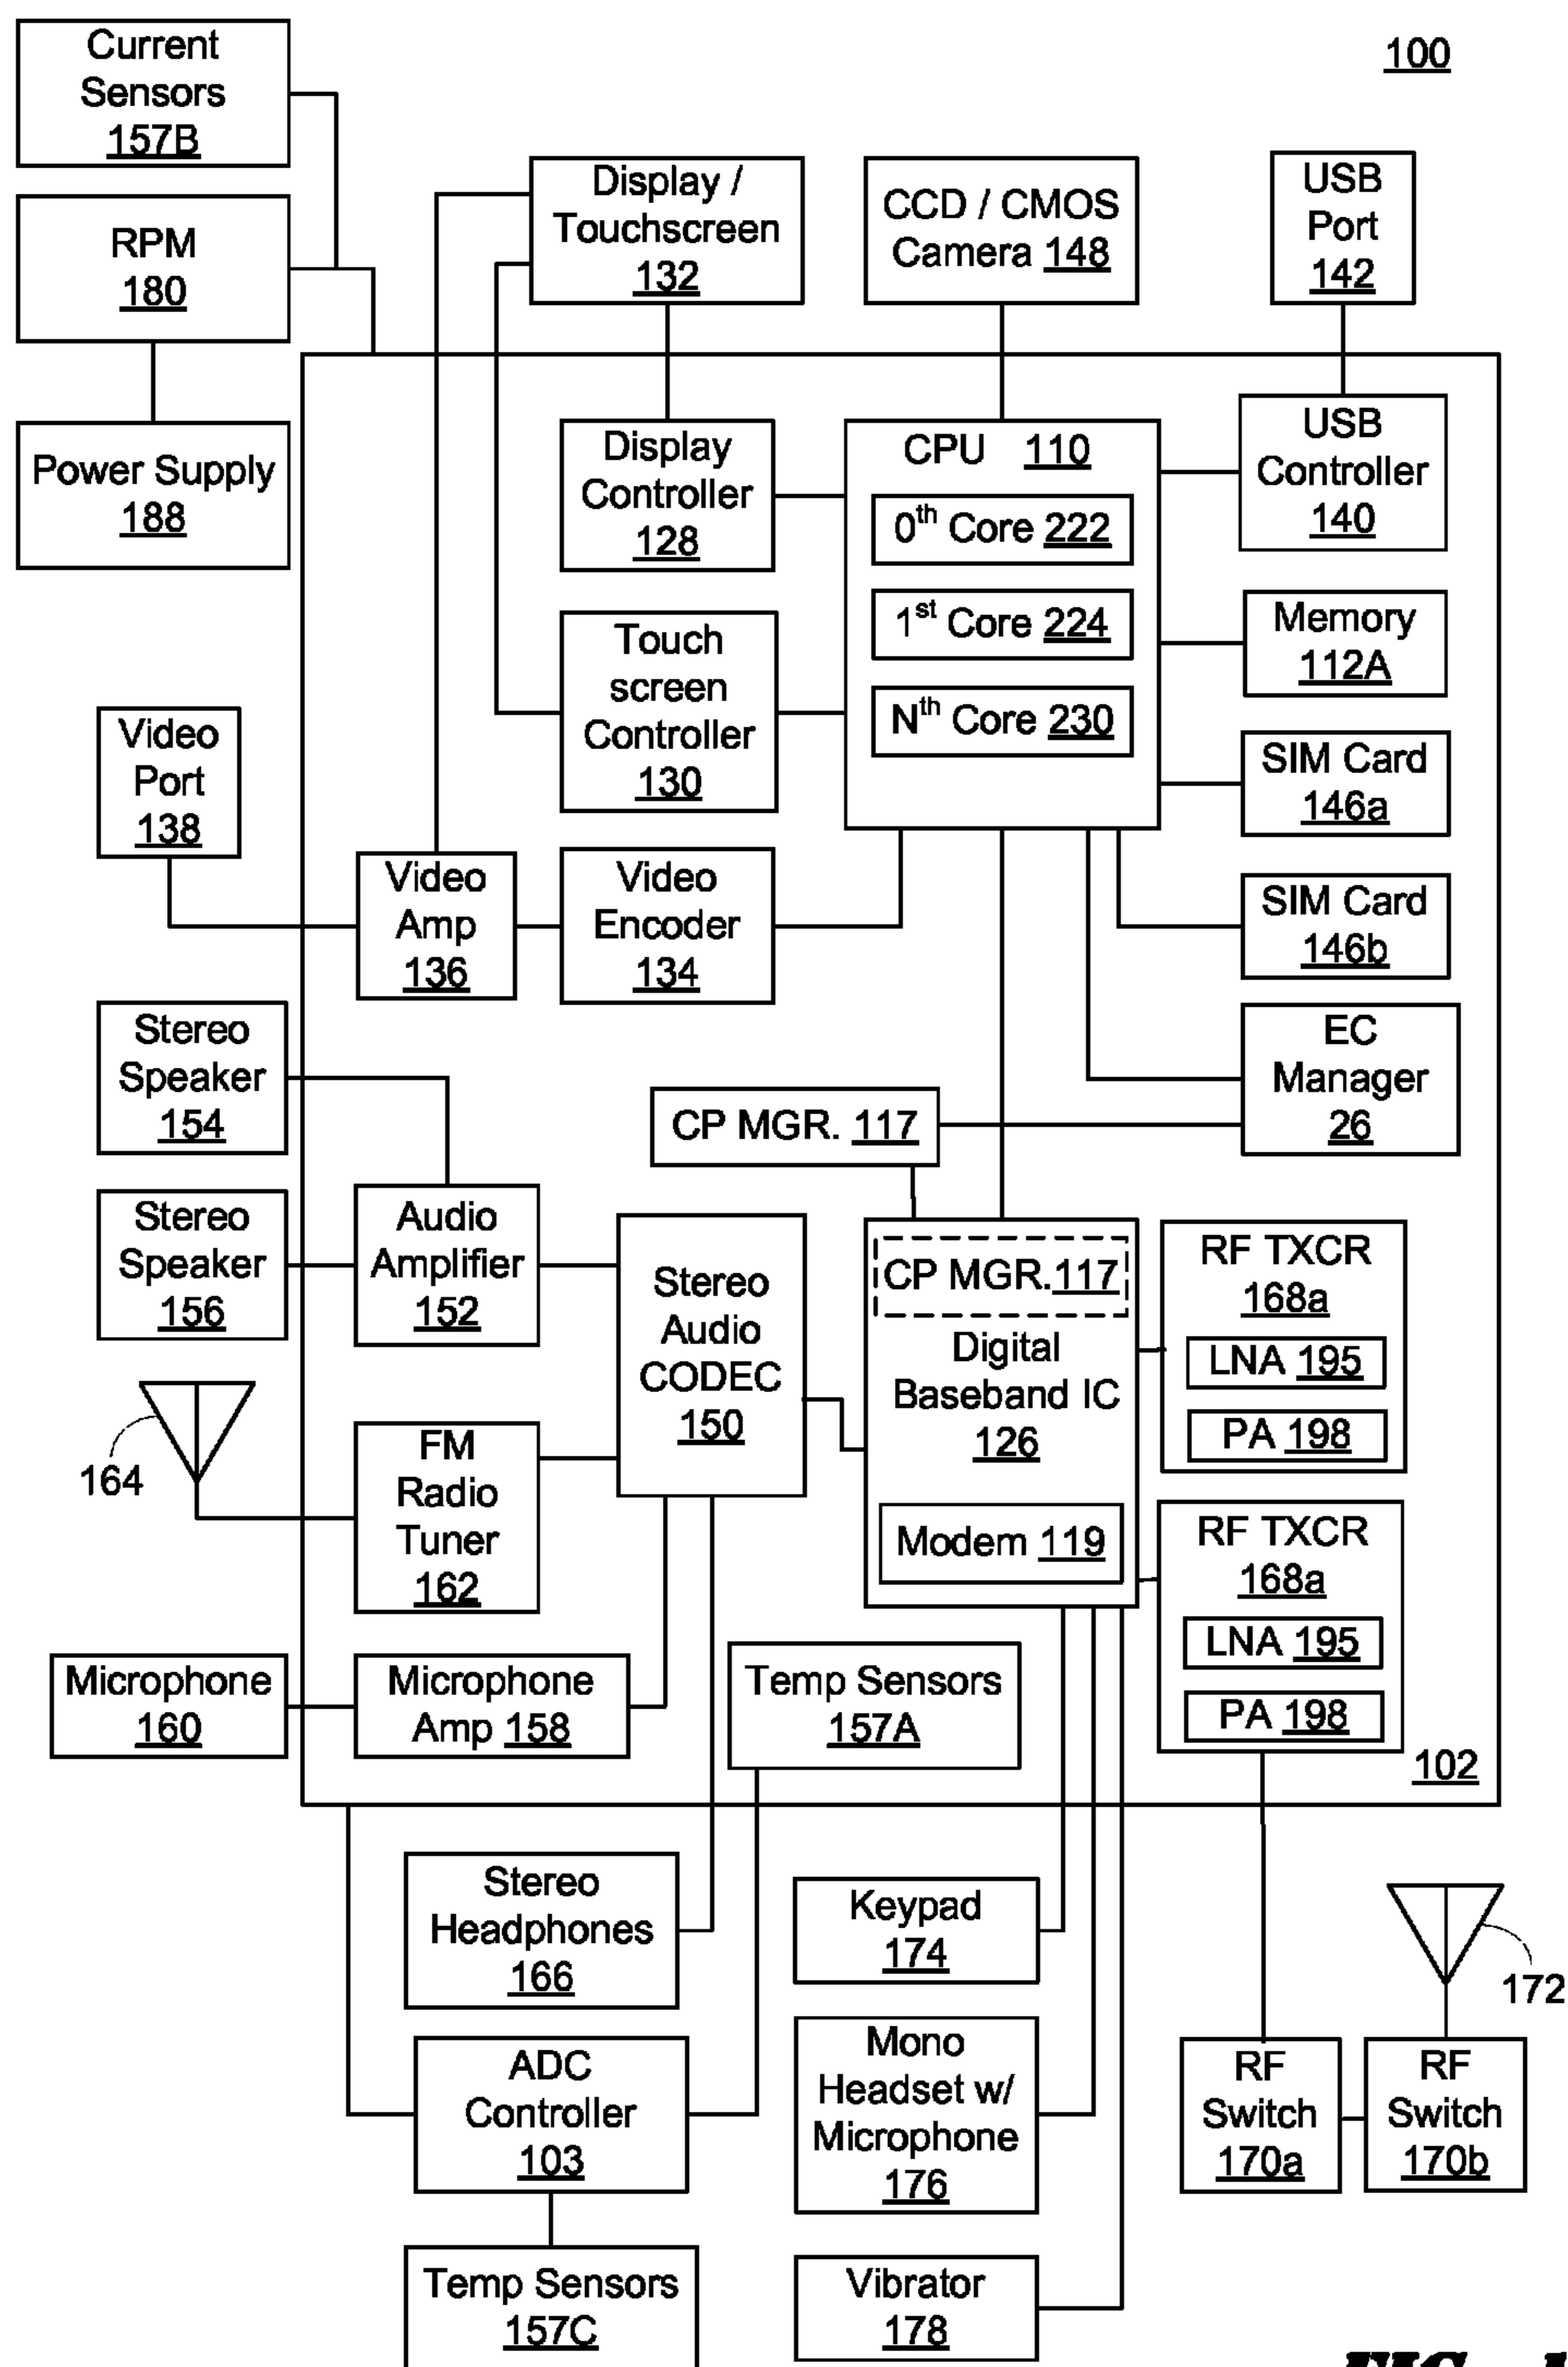 Current
Sensors
157B
100
RPM
180
Power Supply
188
Display /
Touchscreen
132
CCD / CMOS
Camera 148
USB
Port
142
Display
Controller
128
CPU 110
0th Core 222
1st Core 224
Nth Core 230
USB
Controller
140
Memory
112A
Touch
screen
Controller
130
SIM Card
146a
Video
Port
138
Video
Amp
136
Video
Encoder
134
SIM Card
146b
EC
Manager
26
Stereo
Speaker
154
CP MGR. 117
Stereo
Speaker
156
Audio
Amplifier
152
Stereo
Audio
CODEC
150
CP MGR.117
Digital
Baseband IC
126
Modem 119
RF TXCR
168a
LNA 195
PA 198
164
FM
Radio
Tuner
162
RF TXCR
168a
LNA 195
PA 198
Microphone
160
Microphone
Amp 158
Temp Sensors
157A
102
Stereo
Headphones
166
Keypad
174
172
ADC
Controller
103
Mono
Headset w/
Microphone
176
RF
Switch
170a
RF
Switch
170b
Temp Sensors
157C
Vibrator
178